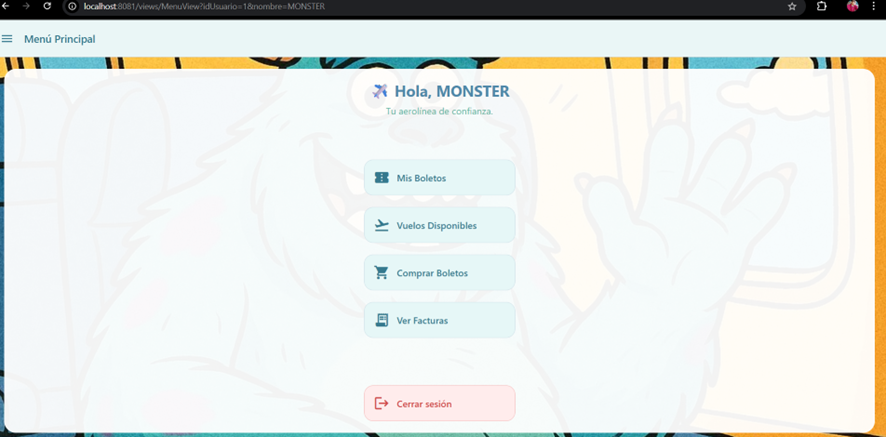 localhost:8081/views/MenuView?idUsuario=1&nombre=MONSTER
Menú Principal
Hola, MONSTER
Tu aerolínea de confianza.
Mis Boletos
Vuelos Disponibles
Comprar Boletos
Ver Facturas
Cerrar sesión